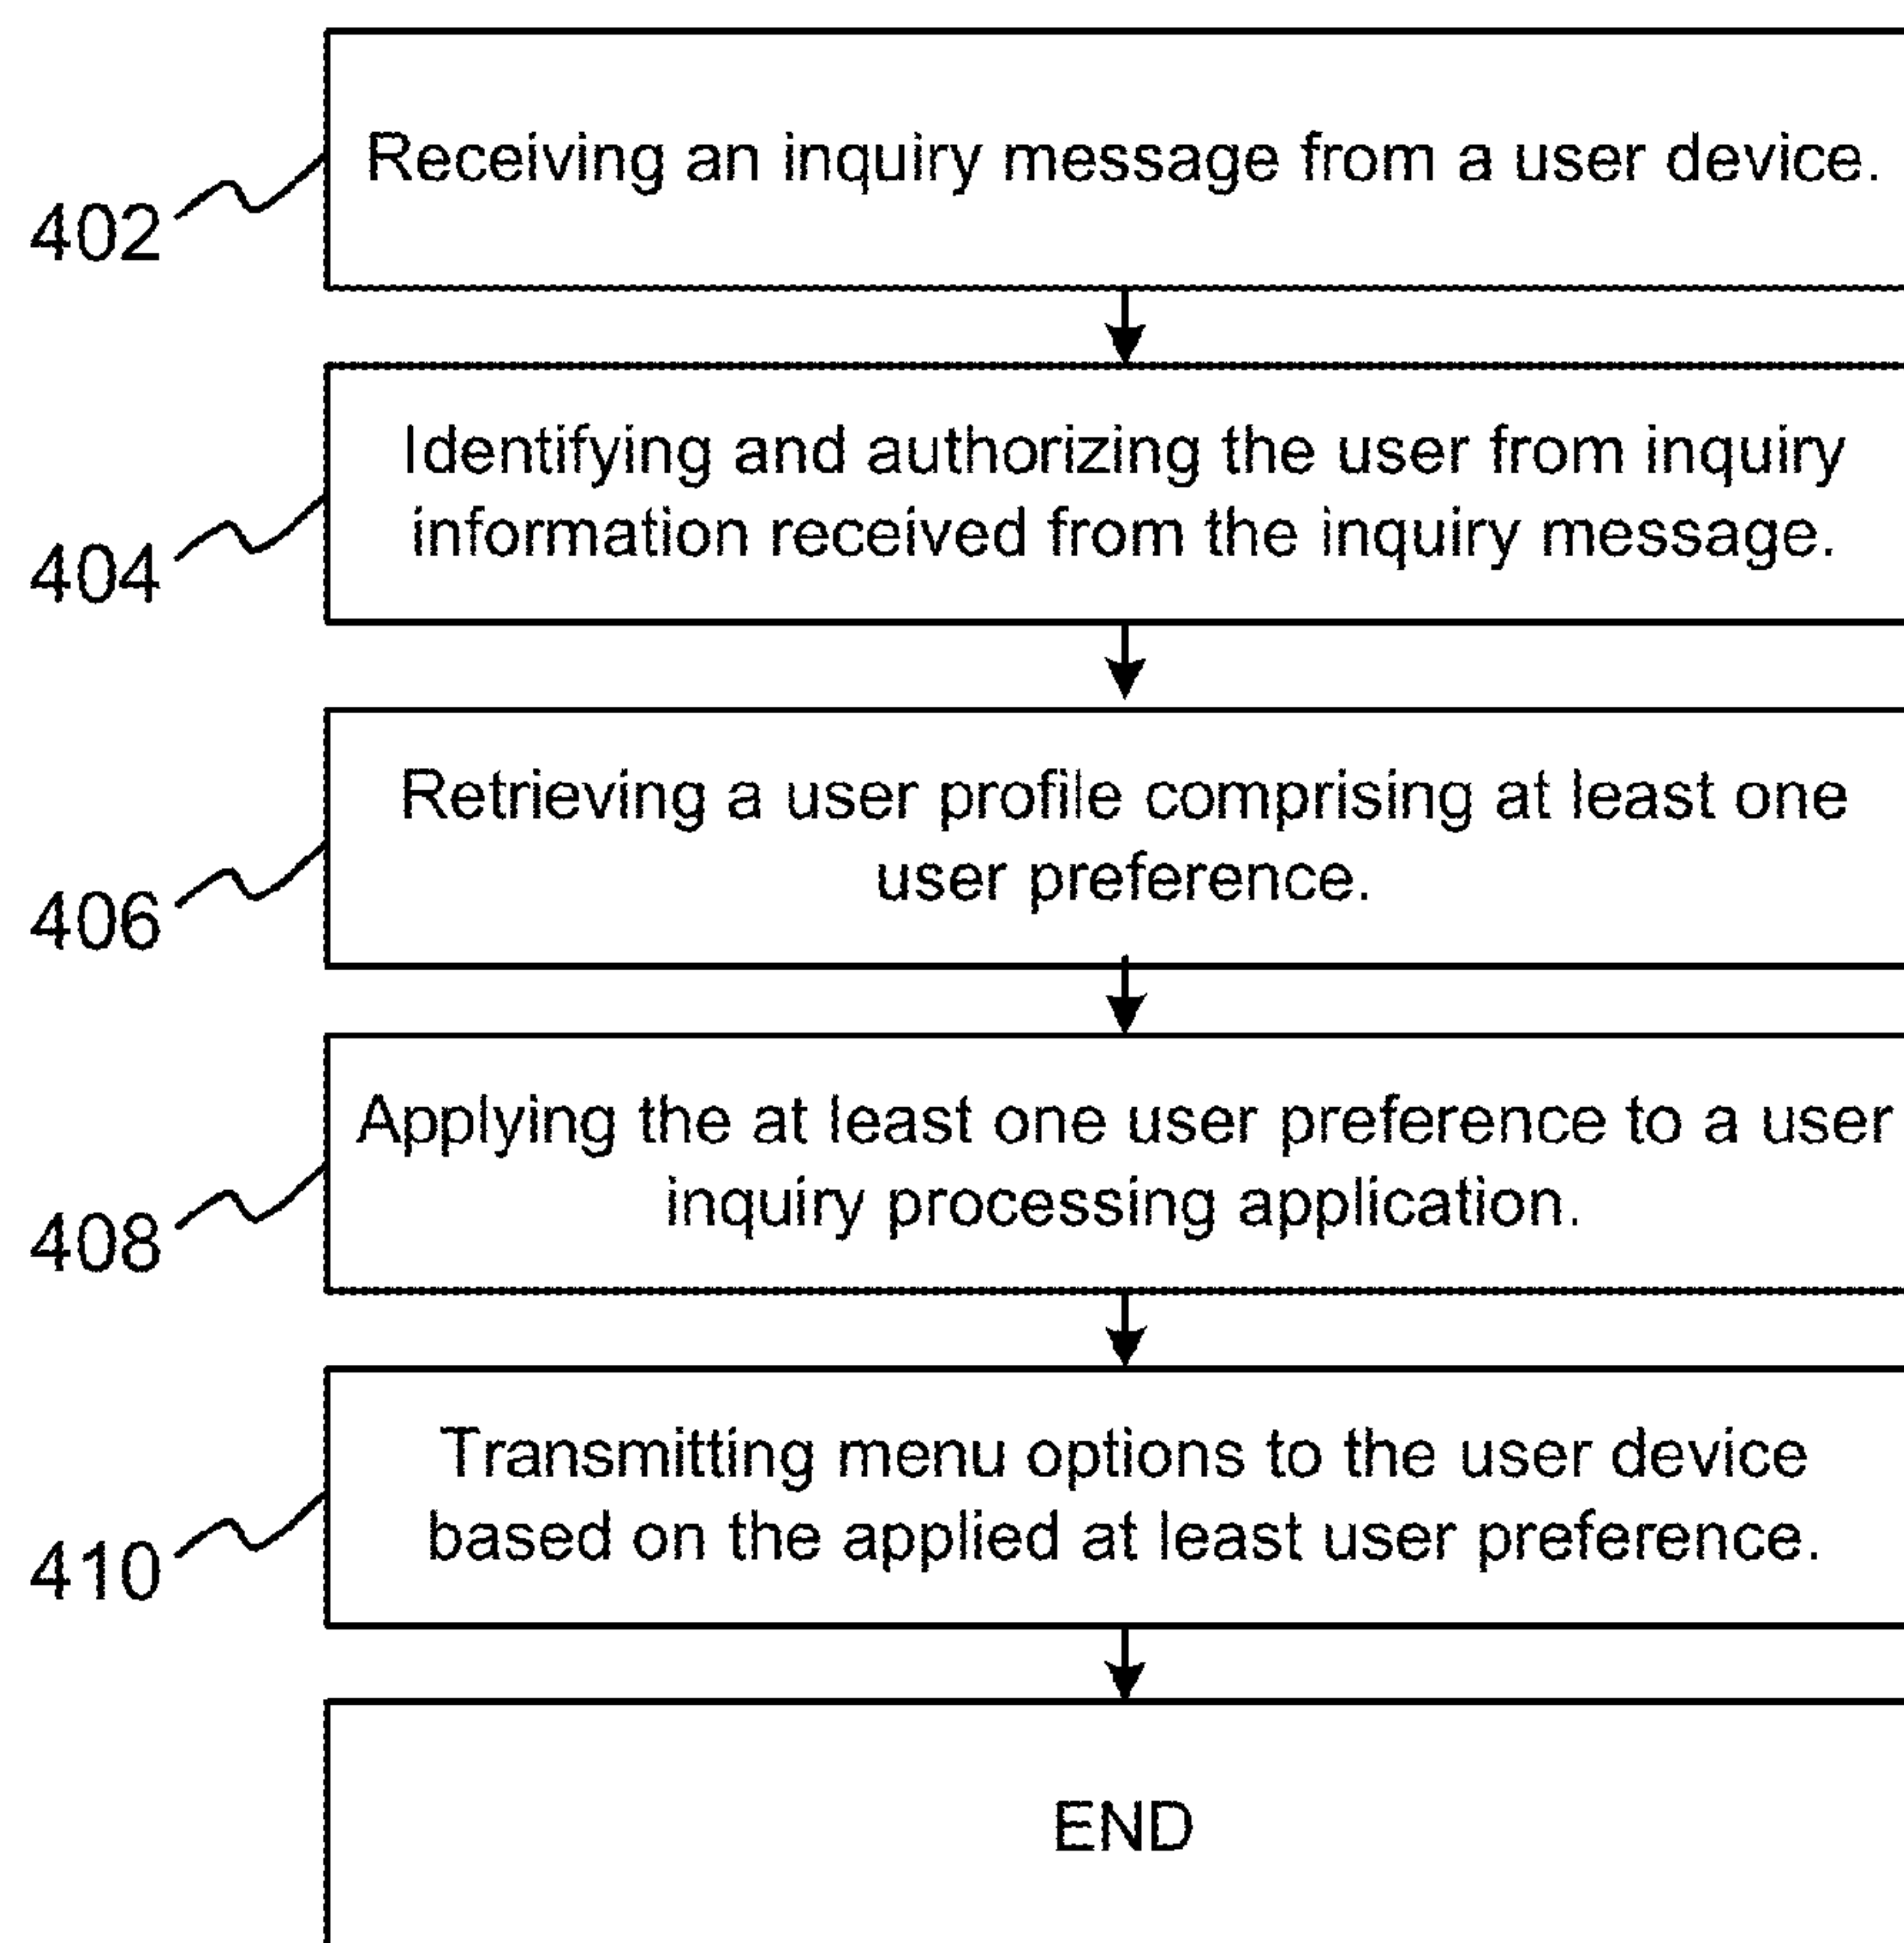 Receiving an inquiry message from a user device.
402
Identifying and authorizing the user from inquiry
information received from the inquiry message.
404
Retrieving a user profile comprising at least one
user preference.
406
Applying the at least one user preference to a user
inquiry processing application.
408
Transmitting menu options to the user device
based on the applied at least user preference.
410
END